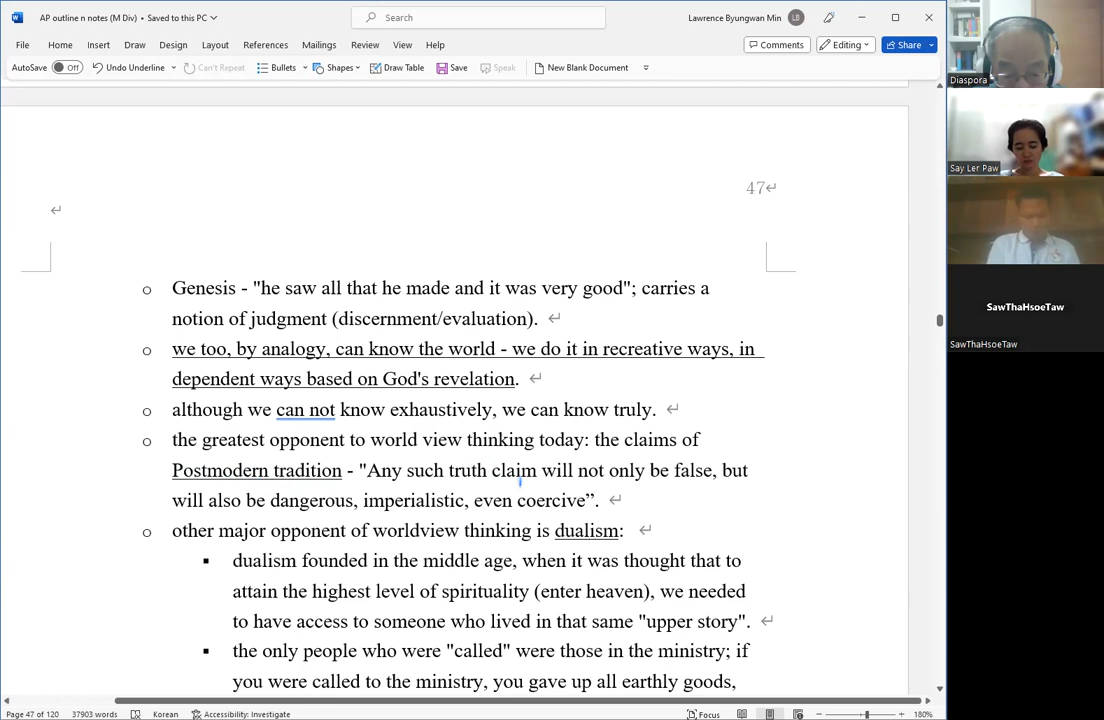 AP outline n notes (M Div) • Saved to this PC
Search
Lawrence Byungwan Min
LB
File Home Insert Draw Design Layout References Mailings Review View Help
Comments
Editing
Share
AutoSave Off
Undo Underline
Can't Repeat
Bullets
Shapes
Draw Table
Save
Speak
New Blank Document
47
Genesis - "he saw all that he made and it was very good"; carries a
notion of judgment (discernment/evaluation).
we too, by analogy, can know the world - we do it in recreative ways, in
dependent ways based on God's revelation.
although we can not know exhaustively, we can know truly.
the greatest opponent to world view thinking today: the claims of
Postmodern tradition - "Any such truth claim will not only be false, but
will also be dangerous, imperialistic, even coercive”.
other major opponent of worldview thinking is dualism:
dualism founded in the middle age, when it was thought that to
attain the highest level of spirituality (enter heaven), we needed
to have access to someone who lived in that same "upper story".
the only people who were "called" were those in the ministry; if
you were called to the ministry, you gave up all earthly goods,
Page 47 of 120
37903 words
Korean
Accessibility: Investigate
Focus
180%
Diaspora
Say Ler Paw
SawThaHsoeTaw
SawThaHsoeTaw